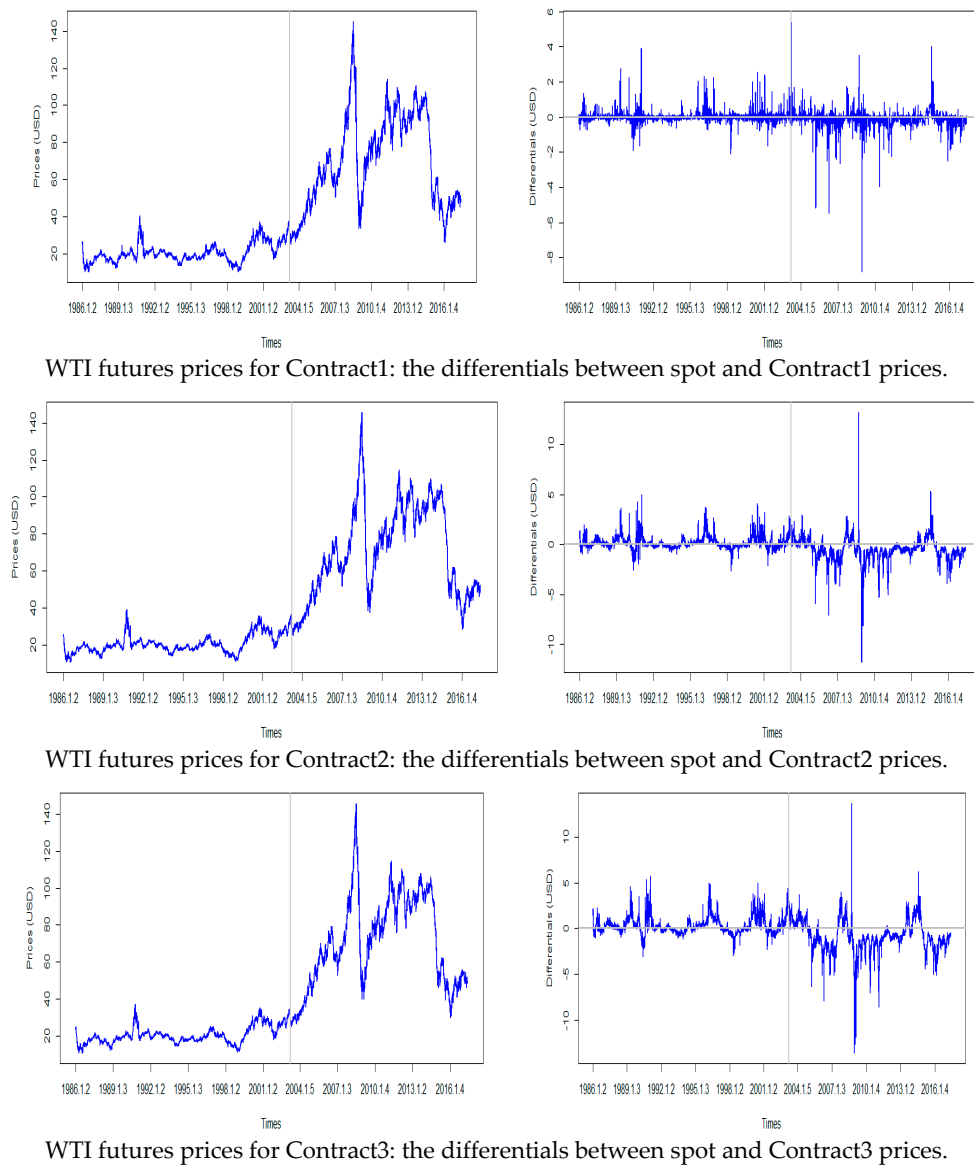 Prices (USD)
140
120
100
80
60
40
20
1986.1.2 1989.1.3 1992.1.2 1995.1.3 1998.1.2 2001.1.2 2004.1.5 2007.1.3 2010.1.4 2013.1.2 2016.1.4
Times
Differentials (USD)
6
4
2
0
-2
-4
-6
-8
1986.1.2 1989.1.3 1992.1.2 1995.1.3 1998.1.2 2001.1.2 2004.1.5 2007.1.3 2010.1.4 2013.1.2 2016.1.4
Times
WTI futures prices for Contract1: the differentials between spot and Contract1 prices.
Prices (USD)
140
120
100
80
60
40
20
1986.1.2 1989.1.3 1992.1.2 1995.1.3 1998.1.2 2001.1.2 2004.1.5 2007.1.3 2010.1.4 2013.1.2 2016.1.4
Times
Differentials (USD)
10
5
0
-5
-10
1986.1.2 1989.1.3 1992.1.2 1995.1.3 1998.1.2 2001.1.2 2004.1.5 2007.1.3 2010.1.4 2013.1.2 2016.1.4
Times
WTI futures prices for Contract2: the differentials between spot and Contract2 prices.
Prices (USD)
140
120
100
80
60
40
20
1986.1.2 1989.1.3 1992.1.2 1995.1.3 1998.1.2 2001.1.2 2004.1.5 2007.1.3 2010.1.4 2013.1.2 2016.1.4
Times
Differentials (USD)
10
5
0
-5
-10
1986.1.2 1989.1.3 1992.1.2 1995.1.3 1998.1.2 2001.1.2 2004.1.5 2007.1.3 2010.1.4 2013.1.2 2016.1.4
Times
WTI futures prices for Contract3: the differentials between spot and Contract3 prices.